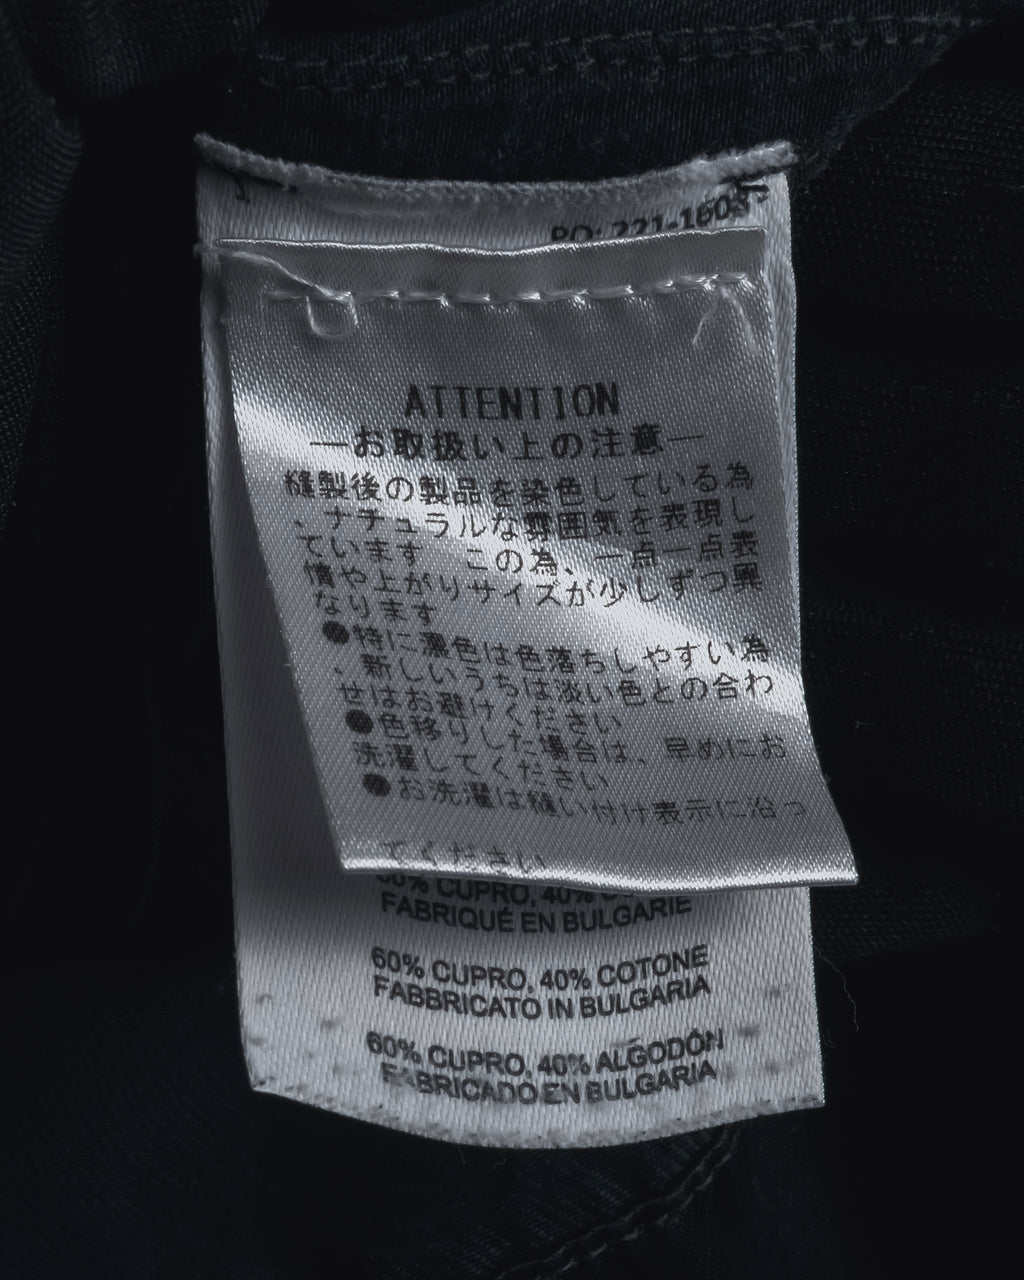 PO: 221-1603
ATTENTION
―お取扱い上の注意―
縫製後の製品を染色している為
、ナチュラルな雰囲気を表現し
ています この為、一点一点表
情や上がりサイズが少しずつ異
なります
●特に濃色は色落ちしやすい為
、新しいうちは淡い色との合わ
せはお避けください
●色移りした場合は、早めにお
洗濯してください
●お洗濯は縫い付け表示に沿っ
てください
60% CUPRO, 40%
FABRIQUÉ EN BULGARIE
60% CUPRO, 40% COTONE
FABBRICATO IN BULGARIA
60% CUPRO, 40% ALGODÓN
FABRICADO EN BULGARIA